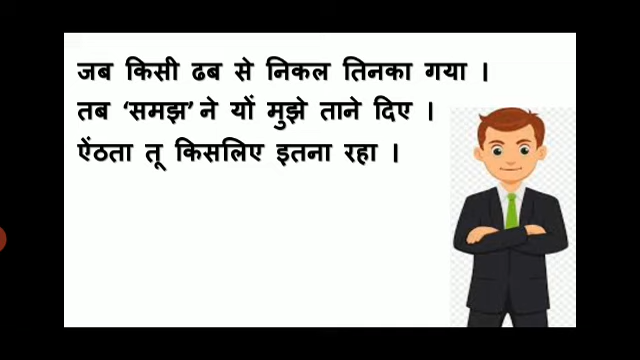 जब किसी ढब से निकल तिनका गया ।
तब ‘समझ’ ने यों मुझे ताने दिए ।
ऐंठता तू किसलिए इतना रहा ।